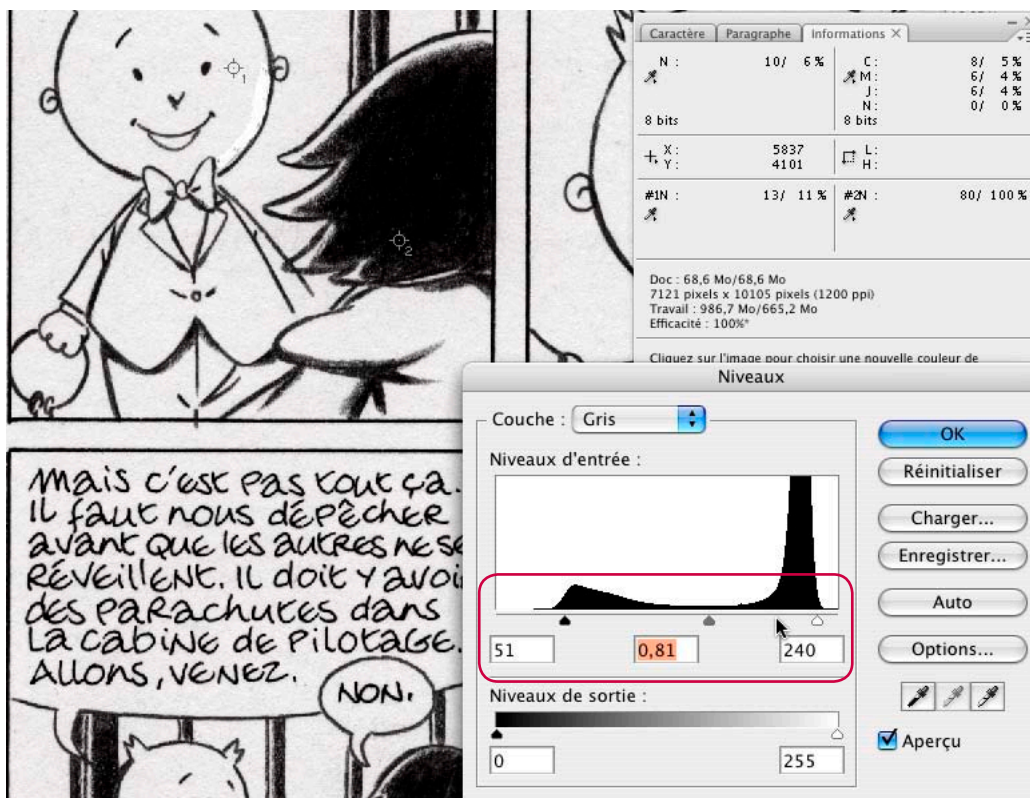 Caractère Paragraphe Informations
N : 10/ 6 % C : 8/ 5 %
M : 6/ 4 %
J : 6/ 4 %
N : 0/ 0 %
8 bits 8 bits
X : 5837 L :
Y : 4101 H :
#1N : 13/ 11 % #2N : 80/ 100 %
Doc : 68,6 Mo/68,6 Mo
7121 pixels x 10105 pixels (1200 ppi)
Travail : 986,7 Mo/665,2 Mo
Efficacité : 100%*
Cliquez sur l'image pour choisir une nouvelle couleur de
1
2
Niveaux
Couche : Gris
Niveaux d'entrée :
51 0,81 240
Niveaux de sortie :
0 255
OK
Réinitialiser
Charger...
Enregistrer...
Auto
Options...
Aperçu
Mais c'est pas tout ça.
Il faut nous dépêcher
avant que les autres ne se
réveillent. Il doit y avoi
des parachutes dans
la cabine de pilotage.
Allons, venez.
NON.